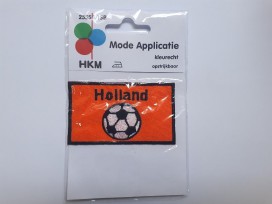 Mode Applicatie
kleurecht
HKM
opstrijkbaar
Holland